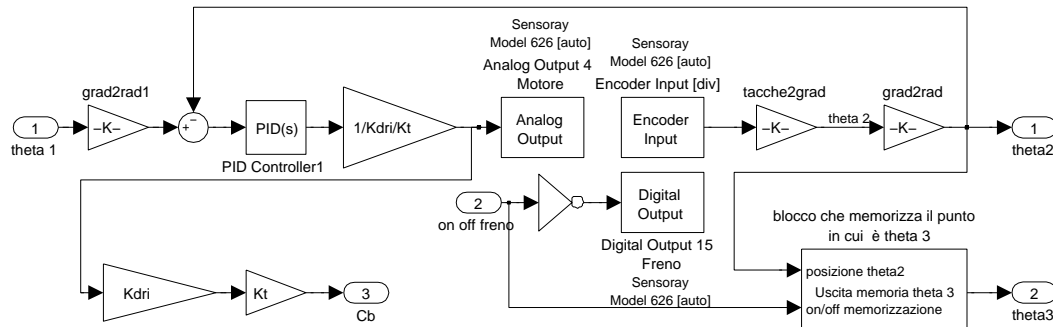 Sensoray
Model 626 [auto]
Analog Output 4
Motore
Sensoray
Model 626 [auto]
Encoder Input [div]
grad2rad1
tacche2grad
grad2rad
1
theta 1
-K-
+
−
PID(s)
PID Controller1
1/Kdri/Kt
Analog
Output
Encoder
Input
-K-
theta 2
-K-
1
theta2
2
on off freno
Digital
Output
Digital Output 15
Freno
Sensoray
Model 626 [auto]
blocco che memorizza il punto
in cui è theta 3
posizione theta2
Uscita memoria theta 3
on/off memorizzazione
2
theta3
Kdri
Kt
3
Cb